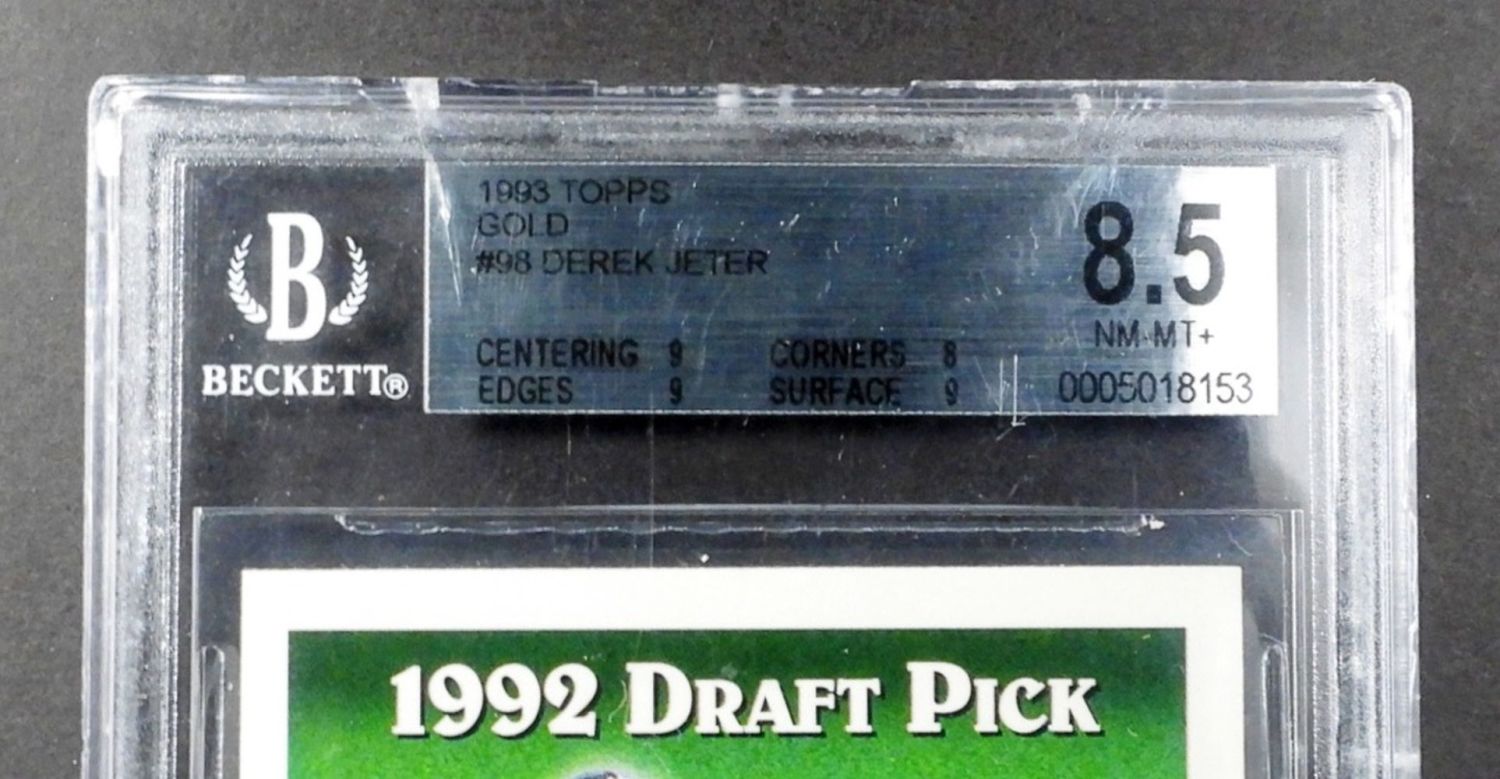 B
BECKETT®
1993 TOPPS
GOLD
#98 DEREK JETER
8.5
NM-MT+
CENTERING 9 CORNERS 8
EDGES 9 SURFACE 9
0005018153
1992 DRAFT PICK